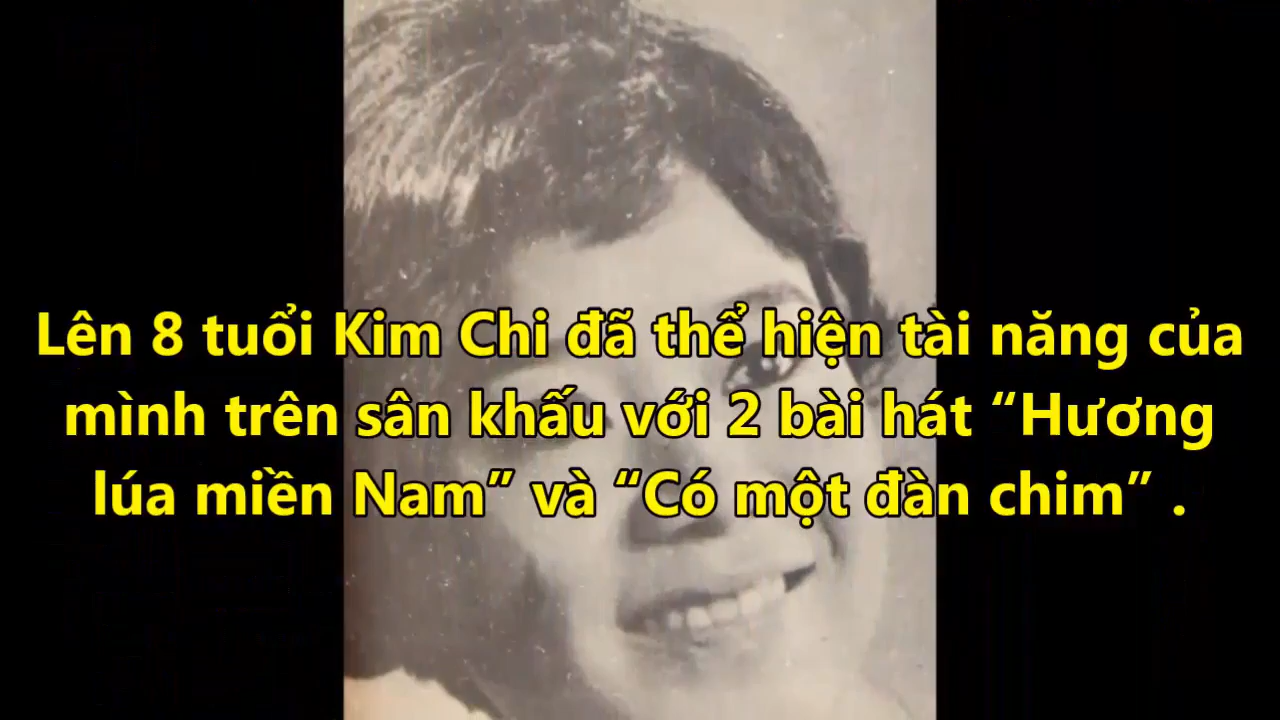 Lên 8 tuổi Kim Chi đã thể hiện tài năng của
mình trên sân khấu với 2 bài hát “Hương
lúa miền Nam” và “Có một đàn chim” .